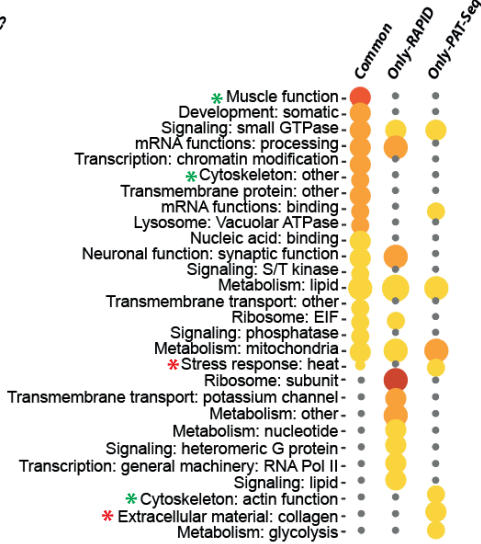 Common
Only-RAPID
Only-PAT-Seq
* Muscle function
Development: somatic
Signaling: small GTPase
mRNA functions: processing
Transcription: chromatin modification
* Cytoskeleton: other
Transmembrane protein: other
mRNA functions: binding
Lysosome: Vacuolar ATPase
Nucleic acid: binding
Neuronal function: synaptic function
Signaling: S/T kinase
Metabolism: lipid
Transmembrane transport: other
Ribosome: EIF
Signaling: phosphatase
Metabolism: mitochondria
* Stress response: heat
Ribosome: subunit
Transmembrane transport: potassium channel
Metabolism: other
Metabolism: nucleotide
Signaling: heteromeric G protein
Transcription: general machinery: RNA Pol II
Signaling: lipid
* Cytoskeleton: actin function
* Extracellular material: collagen
Metabolism: glycolysis